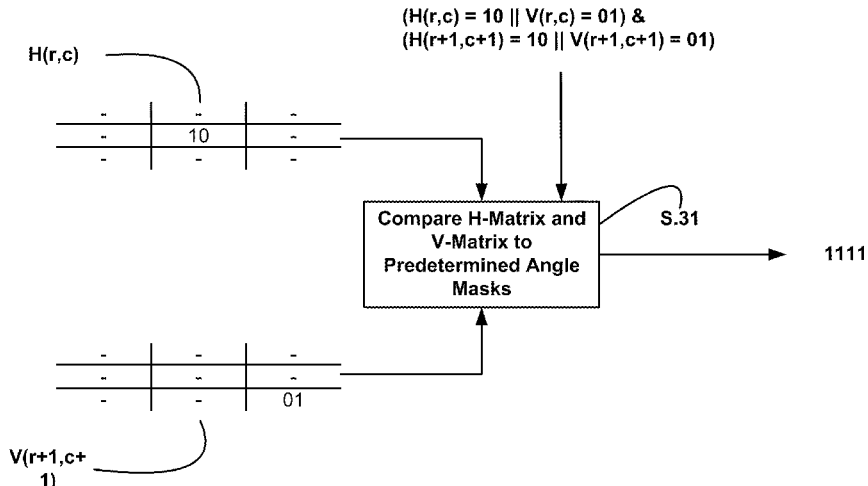 (H(r,c) = 10 || V(r,c) = 01) &
(H(r+1,c+1) = 10 || V(r+1,c+1) = 01)
H(r,c)
- - -
- 10 -
- - -
Compare H-Matrix and
V-Matrix to
Predetermined Angle
Masks
S.31
1111
- - -
- - -
- - 01
V(r+1,c+
1)